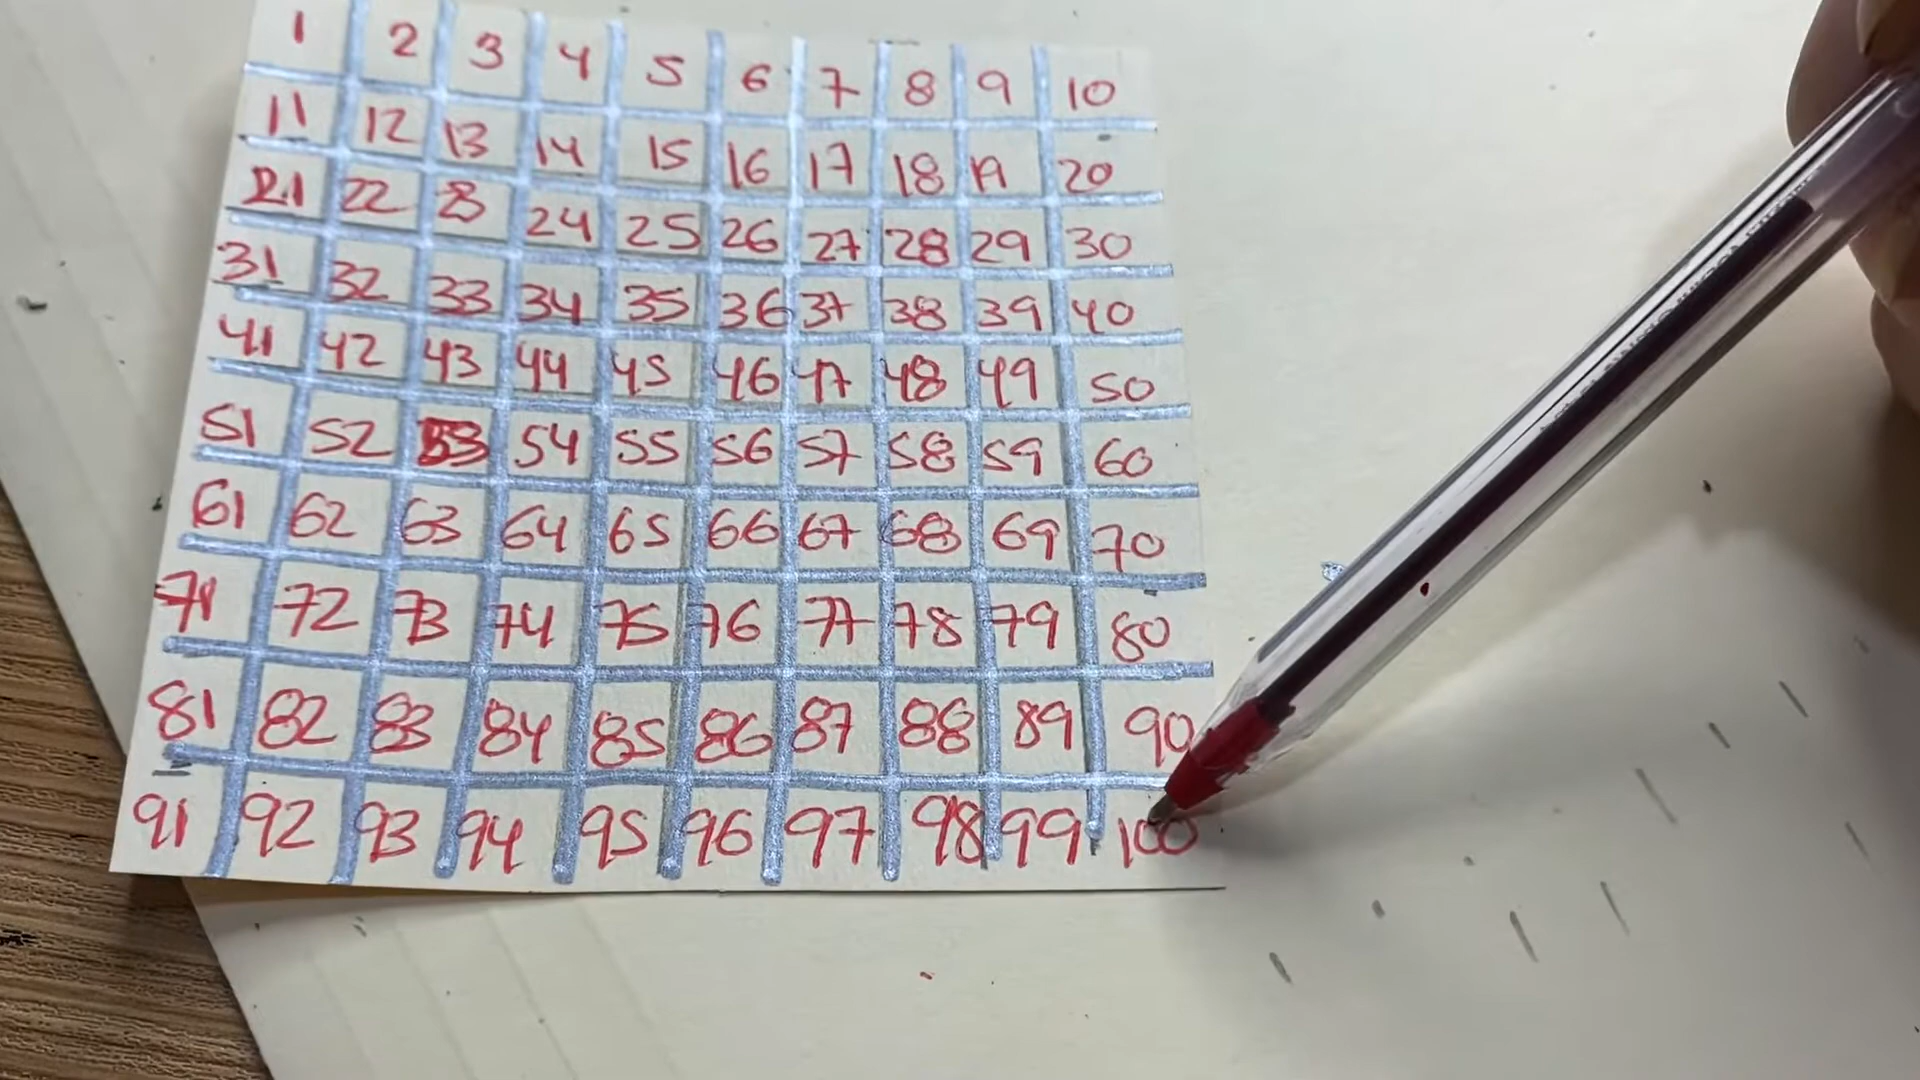 1 2 3 4 5 6 7 8 9 10
11 12 13 14 15 16 17 18 19 20
21 22 23 24 25 26 27 28 29 30
31 32 33 34 35 36 37 38 39 40
41 42 43 44 45 46 47 48 49 50
51 52 53 54 55 56 57 58 59 60
61 62 63 64 65 66 67 68 69 70
71 72 73 74 75 76 77 78 79 80
81 82 83 84 85 86 87 88 89 90
91 92 93 94 95 96 97 98 99 100